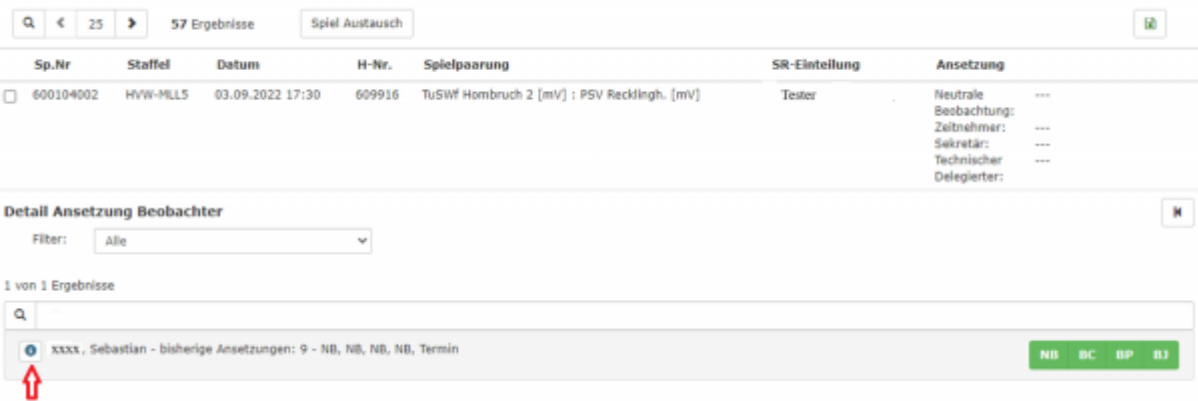 25 57 Ergebnisse Spiel Austausch
Sp.Nr Staffel Datum H-Nr. Spielpaarung SR-Einteilung Ansetzung
600104002 HVW-MLL5 03.09.2022 17:30 609916 TuSWf Hombruch 2 [mV] : PSV Recklingh. [mV] Tester Neutrale ---
Beobachtung:
Zeitnehmer: ---
Sekretär: ---
Technischer ---
Delegierter:
Detail Ansetzung Beobachter
Filter: Alle
1 von 1 Ergebnisse
xxxx, Sebastian - bisherige Ansetzungen: 9 - NB, NB, NB, NB, Termin NB BC BP BJ